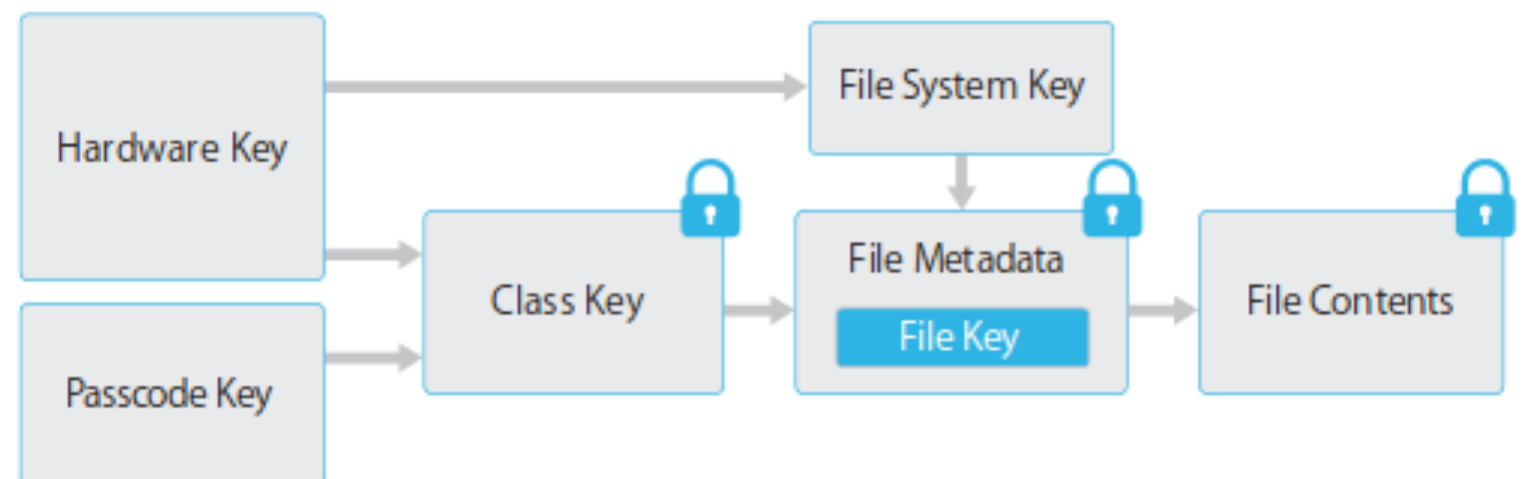 Hardware Key
File System Key
Class Key
File Metadata
File Key
File Contents
Passcode Key